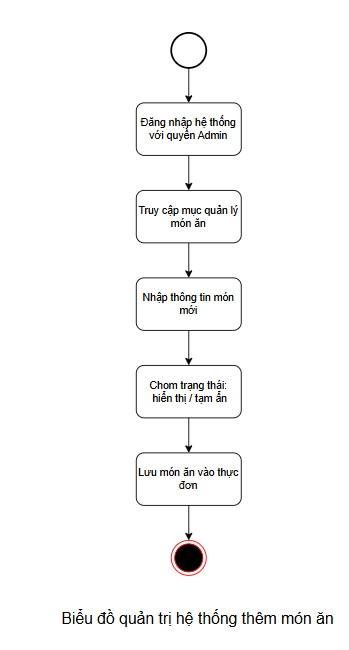 Đăng nhập hệ thống
với quyền Admin
Truy cập mục quản lý
món ăn
Nhập thông tin món
mới
Chọm trạng thái:
hiển thị / tạm ẩn
Lưu món ăn vào thực
đơn
Biểu đồ quản trị hệ thống thêm món ăn